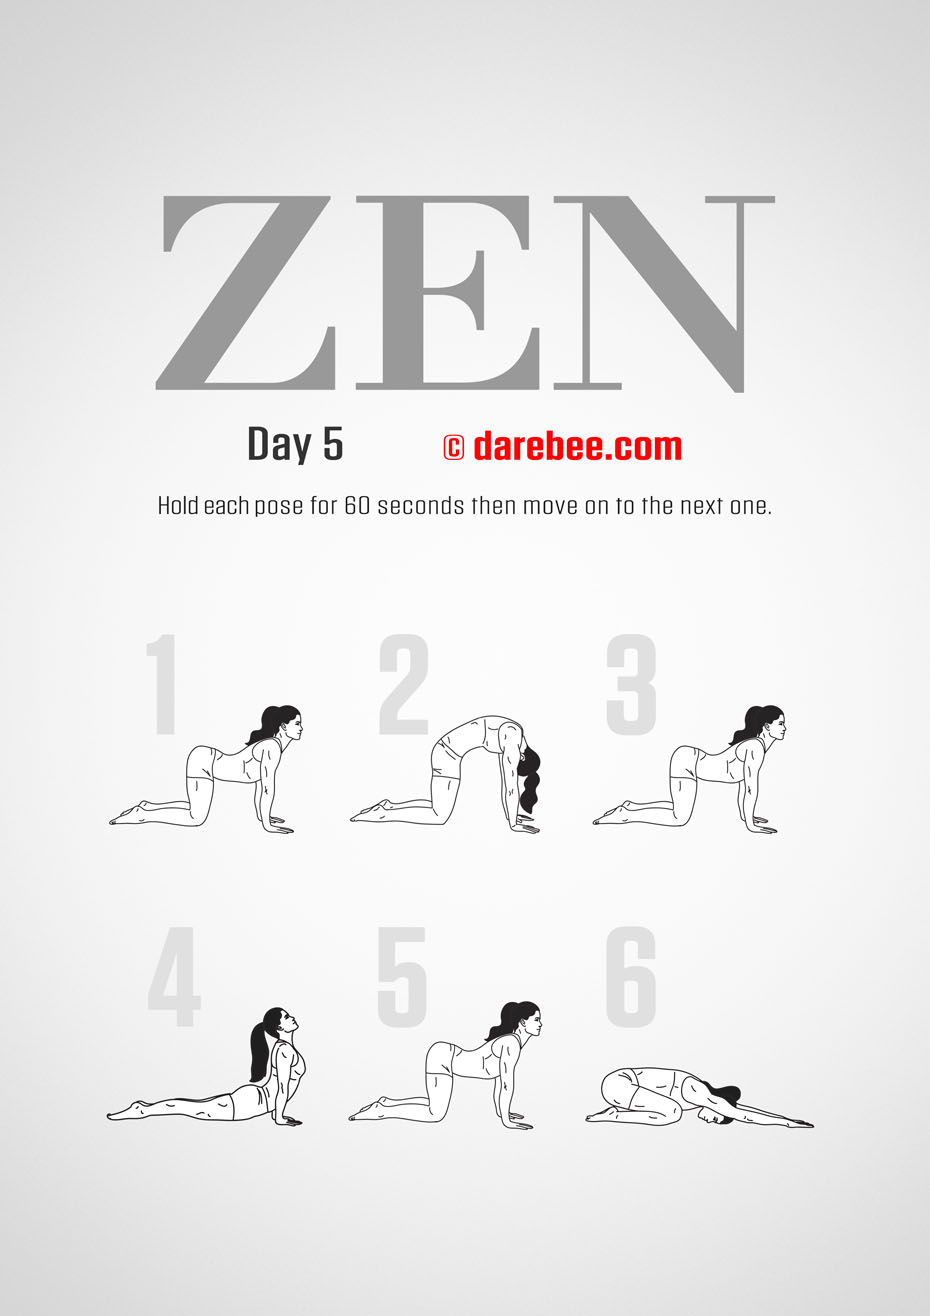 ZEN
Day 5 © darebee.com
Hold each pose for 60 seconds then move on to the next one.
1 2 3
4 5 6